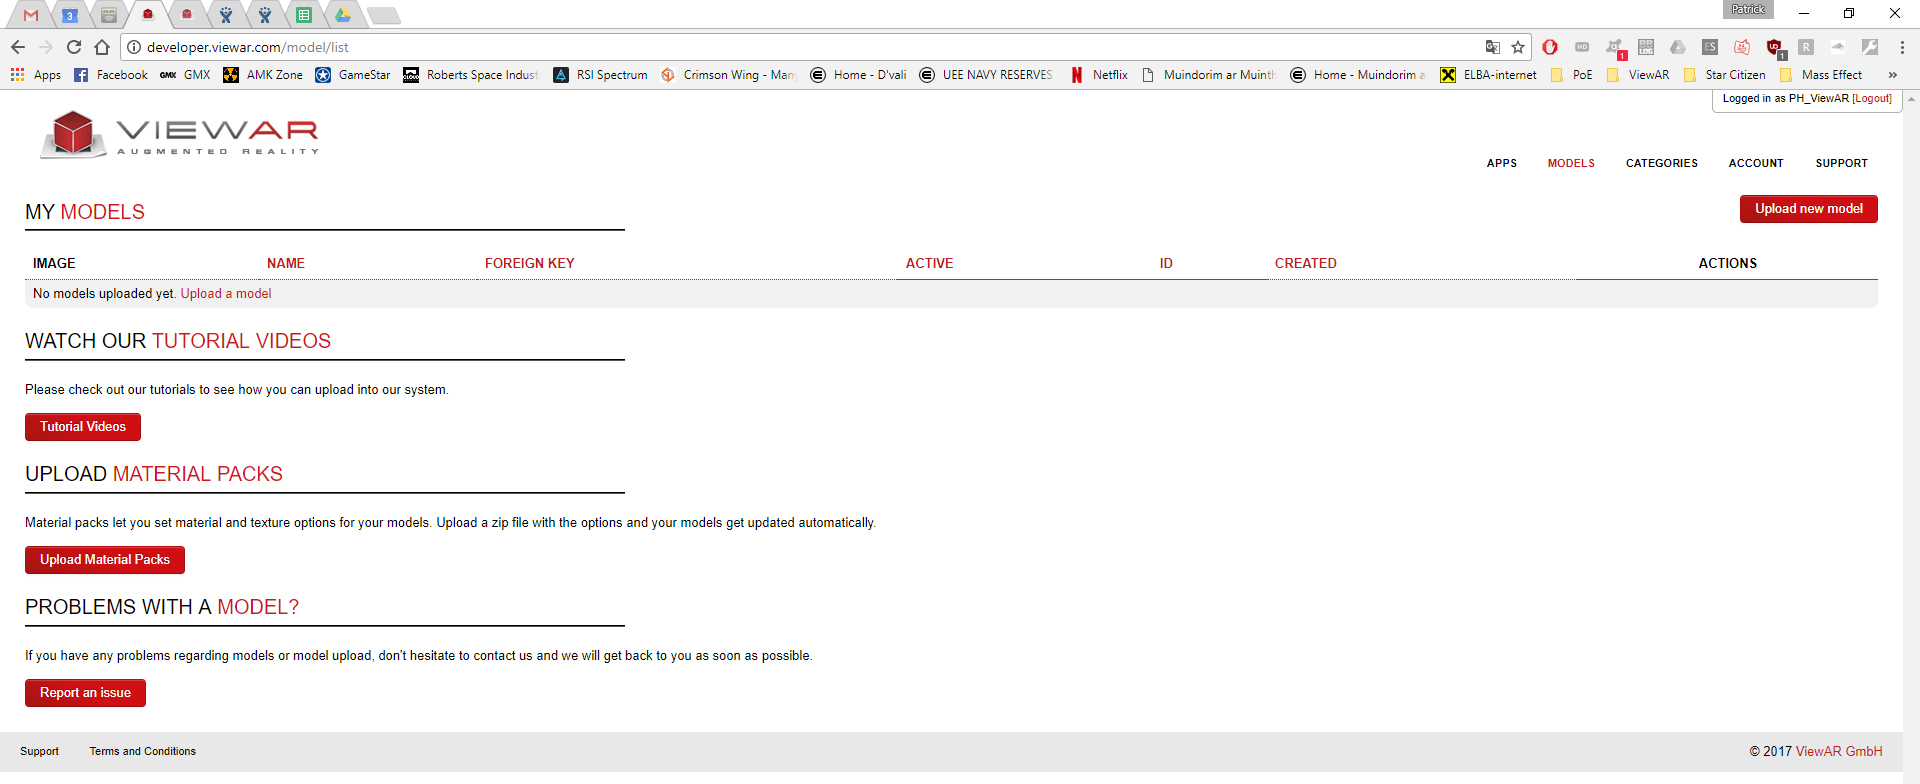 Patrick
developer.viewar.com/model/list
Apps Facebook GMX AMK Zone GameStar Roberts Space Indust RSI Spectrum Crimson Wing - Man Home - D'vali UEE NAVY RESERVES Netflix Muindorim ar Muinth Home - Muindorim a ELBA-internet PoE ViewAR Star Citizen Mass Effect »
Logged in as PH_ViewAR [Logout]
VIEWAR
AUGMENTED REALITY
APPS MODELS CATEGORIES ACCOUNT SUPPORT
MY MODELS
Upload new model
IMAGE NAME FOREIGN KEY ACTIVE ID CREATED ACTIONS
No models uploaded yet. Upload a model
WATCH OUR TUTORIAL VIDEOS
Please check out our tutorials to see how you can upload into our system.
Tutorial Videos
UPLOAD MATERIAL PACKS
Material packs let you set material and texture options for your models. Upload a zip file with the options and your models get updated automatically.
Upload Material Packs
PROBLEMS WITH A MODEL?
If you have any problems regarding models or model upload, don't hesitate to contact us and we will get back to you as soon as possible.
Report an issue
Support Terms and Conditions © 2017 ViewAR GmbH